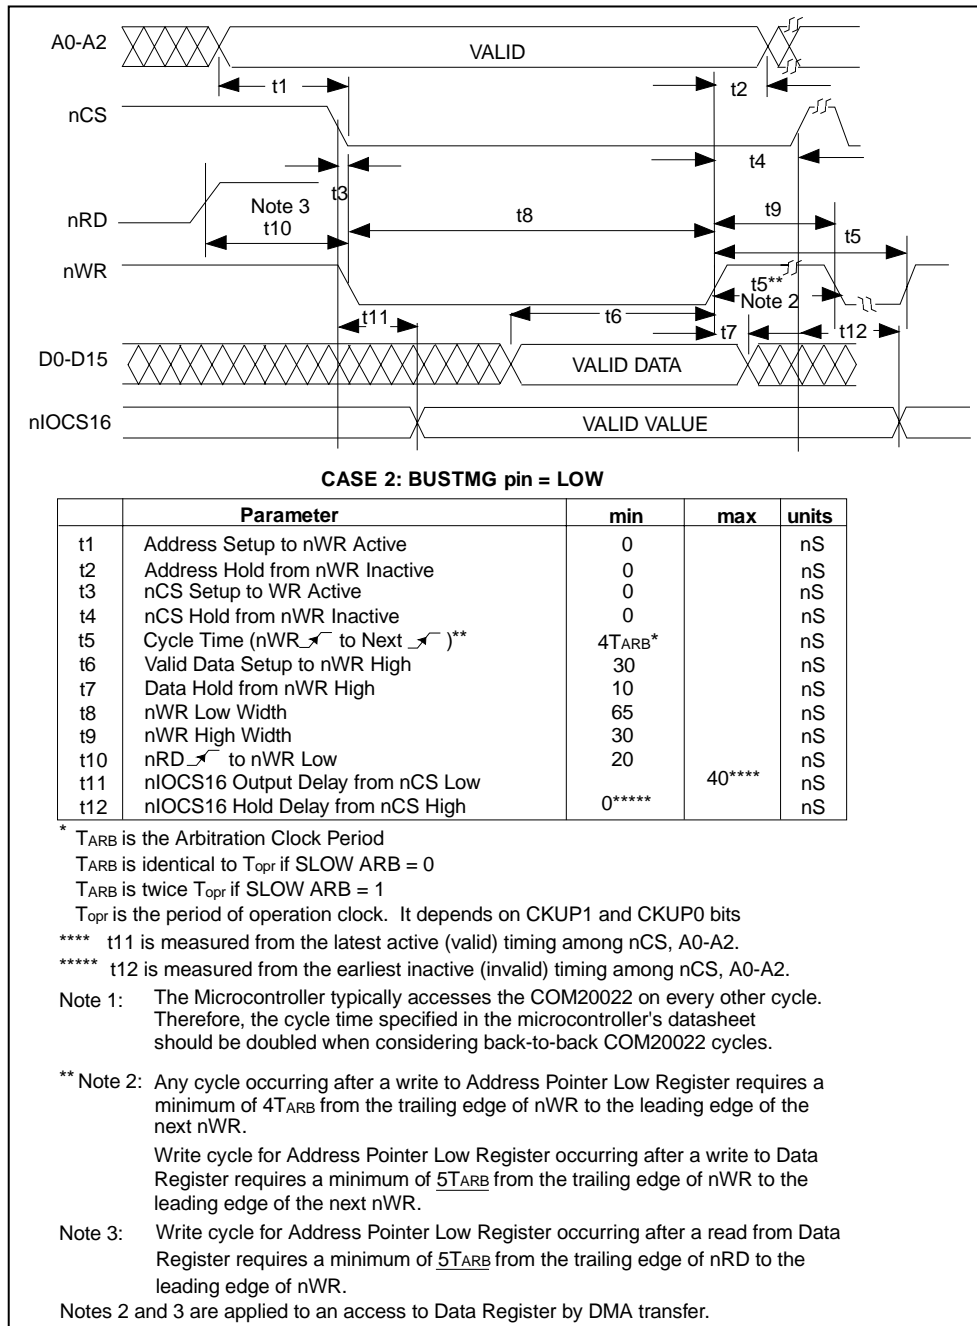 A0-A2
VALID
t1
t2
nCS
t4
t3
nRD
Note 3
t10
t8
t9
t5
nWR
t5**
Note 2
t11
t6
t7
t12
D0-D15
VALID DATA
nIOCS16
VALID VALUE
CASE 2: BUSTMG pin = LOW
Parameter min max units
t1 Address Setup to nWR Active 0 nS
t2 Address Hold from nWR Inactive 0 nS
t3 nCS Setup to WR Active 0 nS
t4 nCS Hold from nWR Inactive 0 nS
t5 Cycle Time (nWR to Next )** 4TARB* nS
t6 Valid Data Setup to nWR High 30 nS
t7 Data Hold from nWR High 10 nS
t8 nWR Low Width 65 nS
t9 nWR High Width 30 nS
t10 nRD to nWR Low 20 nS
t11 nIOCS16 Output Delay from nCS Low 40**** nS
t12 nIOCS16 Hold Delay from nCS High 0***** nS
* TARB is the Arbitration Clock Period
TARB is identical to Topr if SLOW ARB = 0
TARB is twice Topr if SLOW ARB = 1
Topr is the period of operation clock. It depends on CKUP1 and CKUP0 bits
**** t11 is measured from the latest active (valid) timing among nCS, A0-A2.
***** t12 is measured from the earliest inactive (invalid) timing among nCS, A0-A2.
Note 1: The Microcontroller typically accesses the COM20022 on every other cycle.
Therefore, the cycle time specified in the microcontroller's datasheet
should be doubled when considering back-to-back COM20022 cycles.
** Note 2: Any cycle occurring after a write to Address Pointer Low Register requires a
minimum of 4TARB from the trailing edge of nWR to the leading edge of the
next nWR.
Write cycle for Address Pointer Low Register occurring after a write to Data
Register requires a minimum of 5TARB from the trailing edge of nWR to the
leading edge of the next nWR.
Note 3: Write cycle for Address Pointer Low Register occurring after a read from Data
Register requires a minimum of 5TARB from the trailing edge of nRD to the
leading edge of nWR.
Notes 2 and 3 are applied to an access to Data Register by DMA transfer.